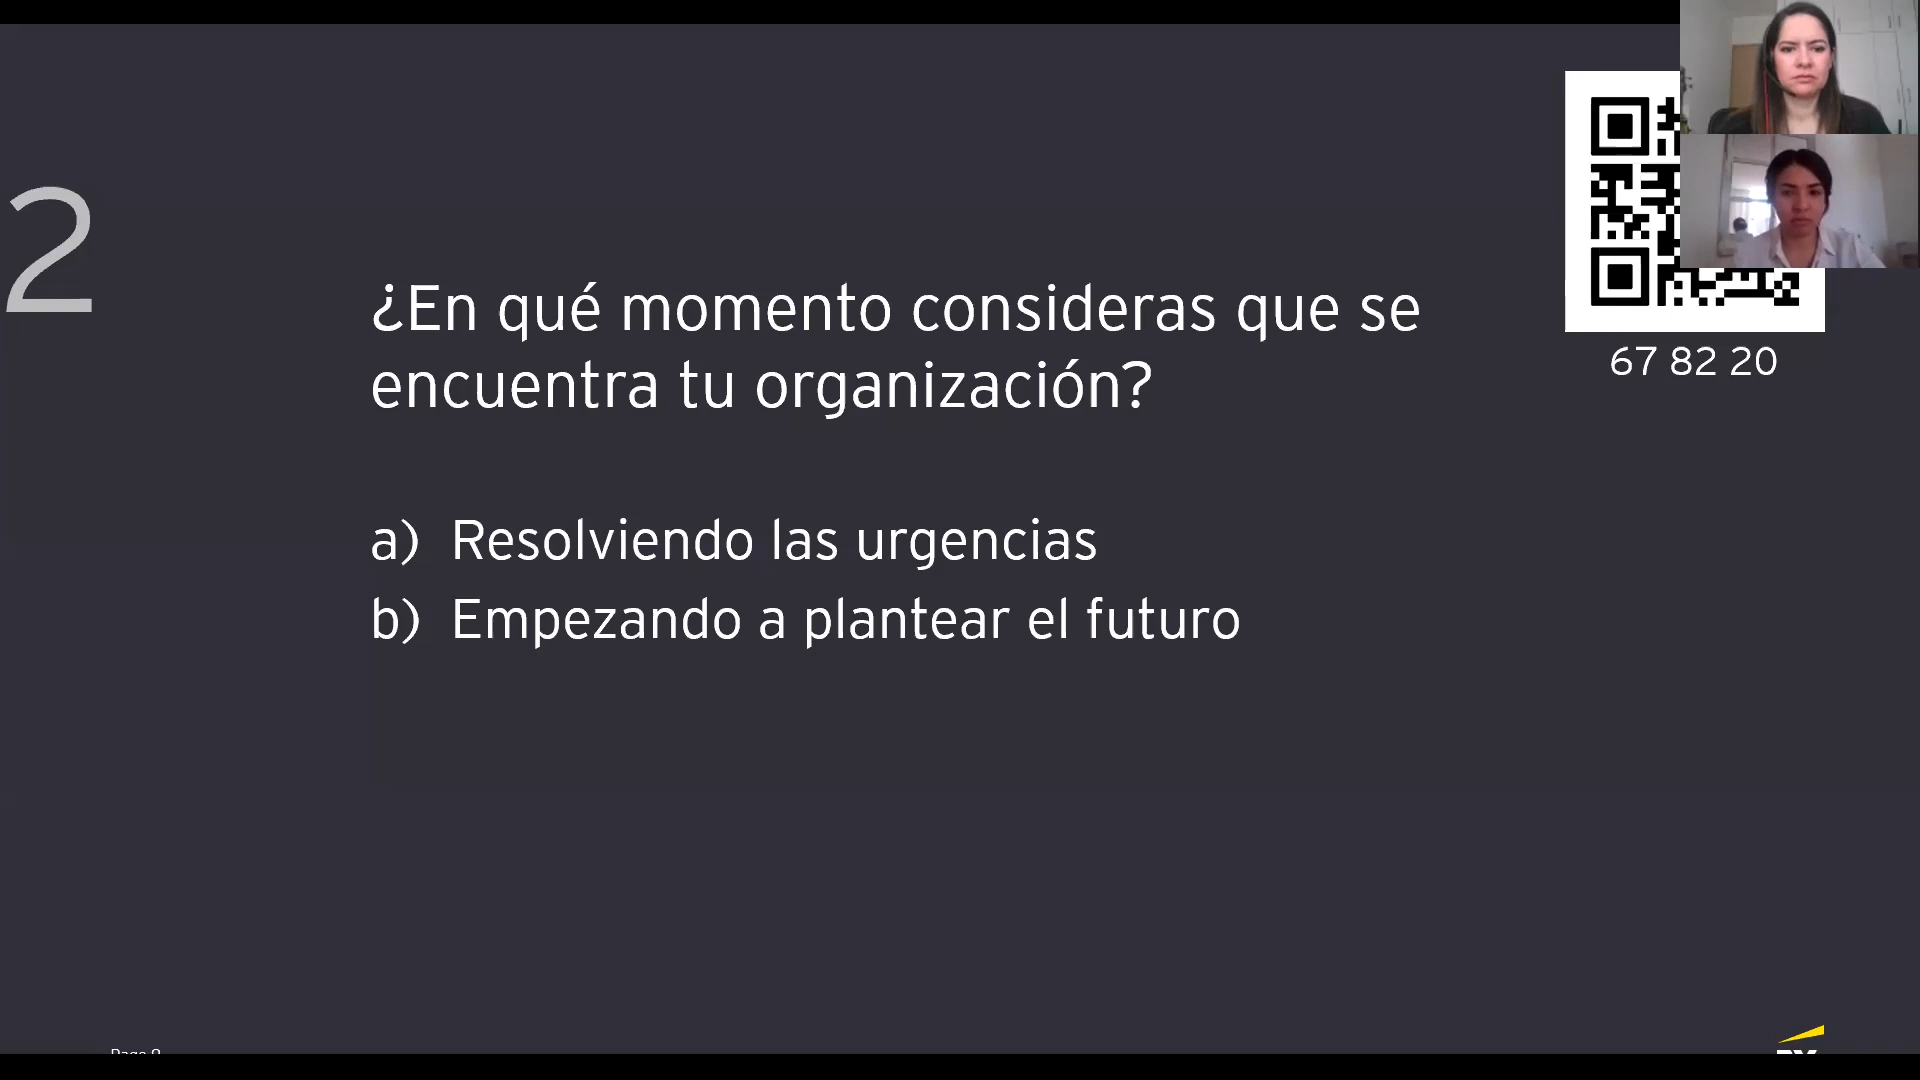 2
¿En qué momento consideras que se
encuentra tu organización?
a) Resolviendo las urgencias
b) Empezando a plantear el futuro
67 82 20
Page